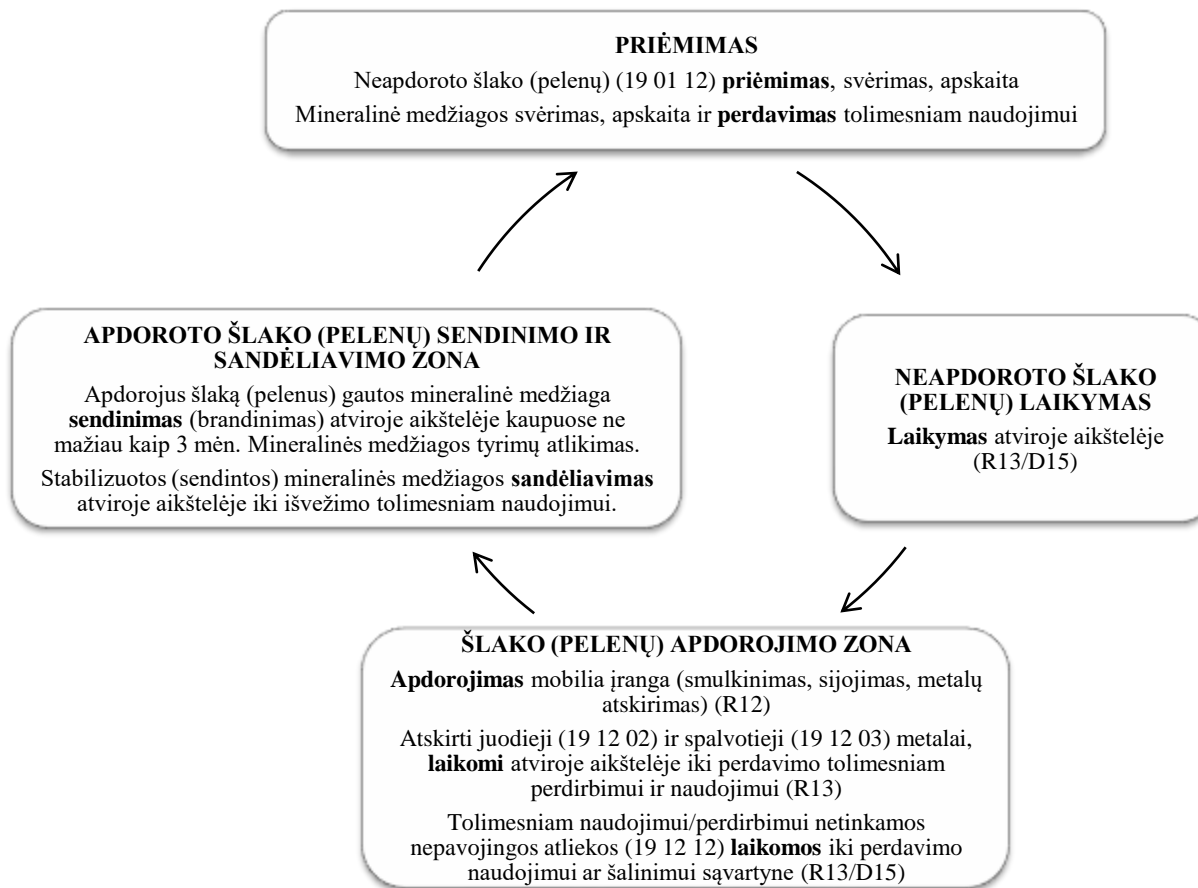 PRIĖMIMAS
Neapdoroto šlako (pelenų) (19 01 12) priėmimas, svėrimas, apskaita
Mineralinė medžiagos svėrimas, apskaita ir perdavimas tolimesniam naudojimui
NEAPDOROTO ŠLAKO
(PELENŲ) LAIKYMAS
Laikymas atviroje aikštelėje
(R13/D15)
ŠLAKO (PELENŲ) APDOROJIMO ZONA
Apdorojimas mobilia įranga (smulkinimas, sijojimas, metalų
atskirimas) (R12)
Atskirti juodieji (19 12 02) ir spalvotieji (19 12 03) metalai,
laikomi atviroje aikštelėje iki perdavimo tolimesniam
perdirbimui ir naudojimui (R13)
Tolimesniam naudojimui/perdirbimui netinkamos
nepavojingos atliekos (19 12 12) laikomos iki perdavimo
naudojimui ar šalinimui sąvartyne (R13/D15)
APDOROTO ŠLAKO (PELENŲ) SENDINIMO IR
SANDĖLIAVIMO ZONA
Apdorojus šlaką (pelenus) gautos mineralinė medžiaga
sendinimas (brandinimas) atviroje aikštelėje kaupuose ne
mažiau kaip 3 mėn. Mineralinės medžiagos tyrimų atlikimas.
Stabilizuotos (sendintos) mineralinės medžiagos sandėliavimas
atviroje aikštelėje iki išvežimo tolimesniam naudojimui.